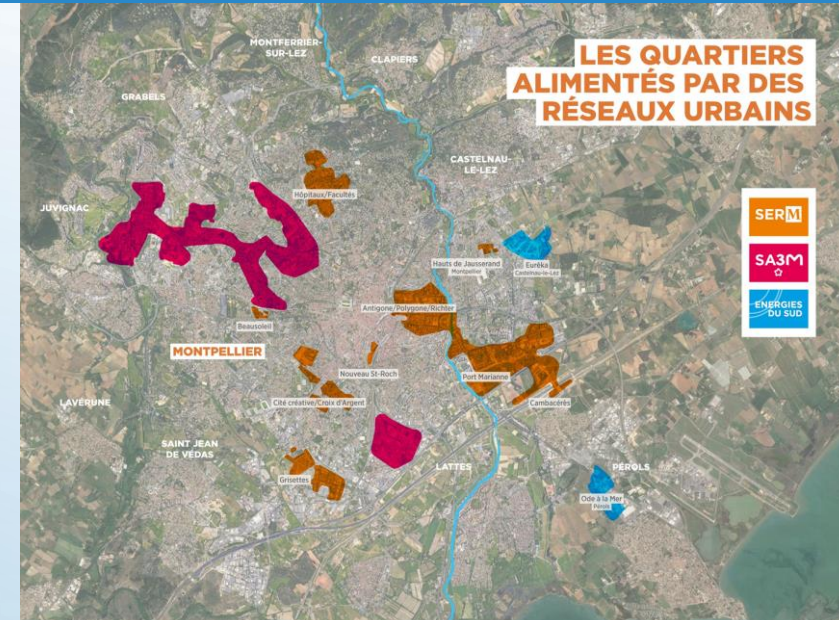 LES QUARTIERS
ALIMENTÉS PAR DES
RÉSEAUX URBAINS
MONTFERRIER-
SUR-LEZ
CLAPIERS
GRABELS
CASTELNAU-
LE-LEZ
Hôpitaux/Facultés
JUVIGNAC
SERM
SA3M
ENERGIES
DU SUD
Hauts de Jausserand
Montpellier
Eurêka
Castelnau-le-Lez
Antigone/Polygone/Richter
Beausoleil
MONTPELLIER
Nouveau St-Roch
Port Marianne
Cité créative/Croix d'Argent
Cambacérès
LAVÉRUNE
SAINT JEAN
DE VÉDAS
LATTES
PÉROLS
Grisettes
Ode à la Mer
Pérols